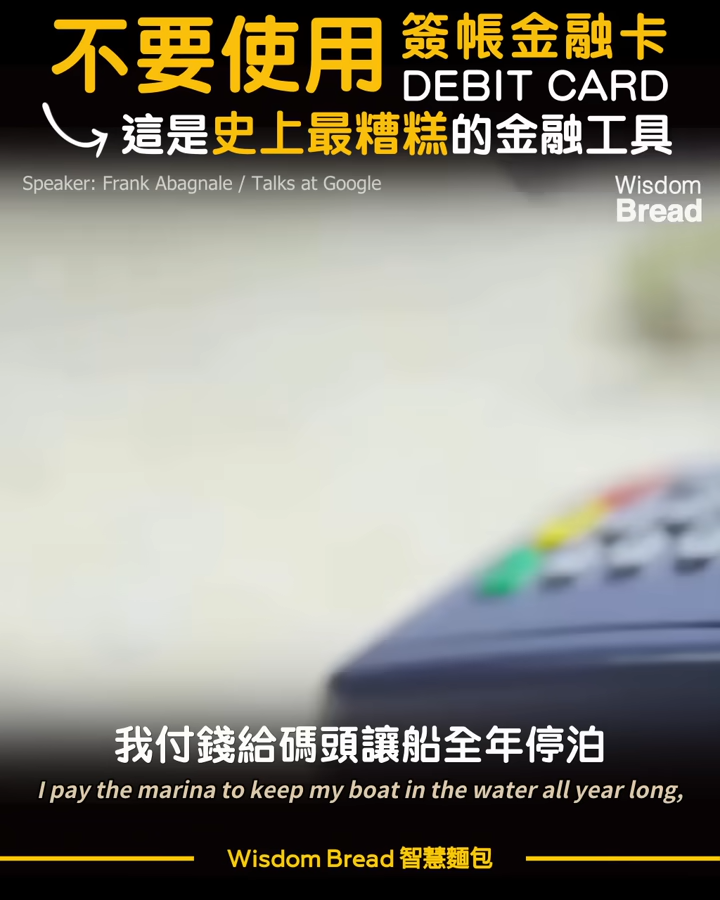 不要使用 簽帳金融卡
DEBIT CARD
這是史上最糟糕的金融工具
Speaker: Frank Abagnale / Talks at Google
Wisdom
Bread
我付錢給碼頭讓船全年停泊
I pay the marina to keep my boat in the water all year long,
Wisdom Bread 智慧麵包